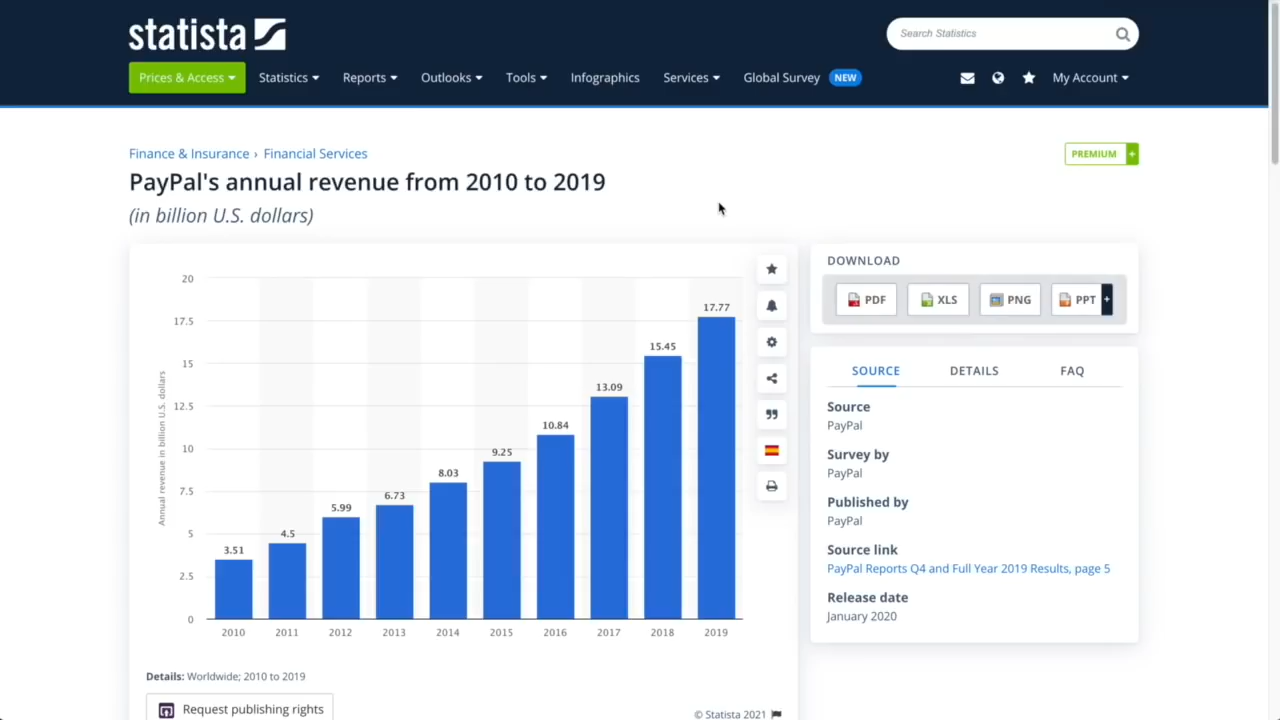 statista
Search Statistics
Prices & Access Statistics Reports Outlooks Tools Infographics Services Global Survey NEW My Account
Finance & Insurance › Financial Services
PREMIUM +
PayPal's annual revenue from 2010 to 2019
(in billion U.S. dollars)
Annual revenue in billion U.S. dollars
20
17.5
15
12.5
10
7.5
5
2.5
0
3.51
4.5
5.99
6.73
8.03
9.25
10.84
13.09
15.45
17.77
2010 2011 2012 2013 2014 2015 2016 2017 2018 2019
Details: Worldwide; 2010 to 2019
Request publishing rights
© Statista 2021
DOWNLOAD
PDF XLS PNG PPT +
SOURCE DETAILS FAQ
Source
PayPal
Survey by
PayPal
Published by
PayPal
Source link
PayPal Reports Q4 and Full Year 2019 Results, page 5
Release date
January 2020